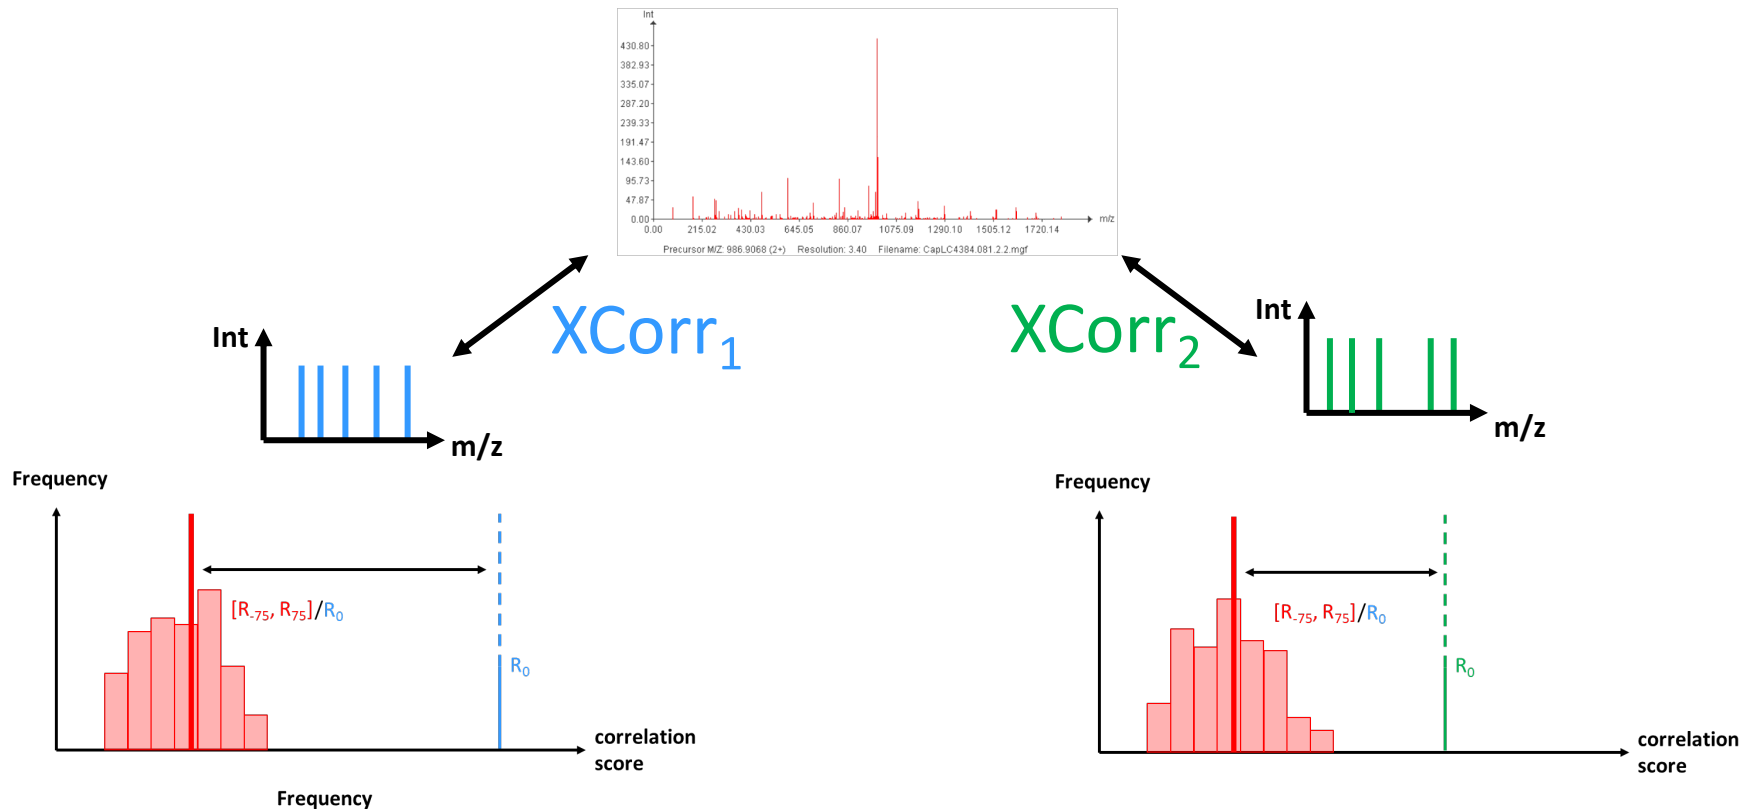 Int
430.80
382.93
335.07
287.20
239.33
191.47
143.60
95.73
47.87
0.00
0.00 215.02 430.03 645.05 860.07 1075.09 1290.10 1505.12 1720.14 m/z
Precursor M/Z: 986.9068 (2+) Resolution: 3.40 Filename: CapLC4384.081.2.2.mgf
XCorr1
XCorr2
Int
m/z
Int
m/z
Frequency
[R-75, R75]/R0
R0
correlation
score
Frequency
Frequency
[R-75, R75]/R0
R0
correlation
score